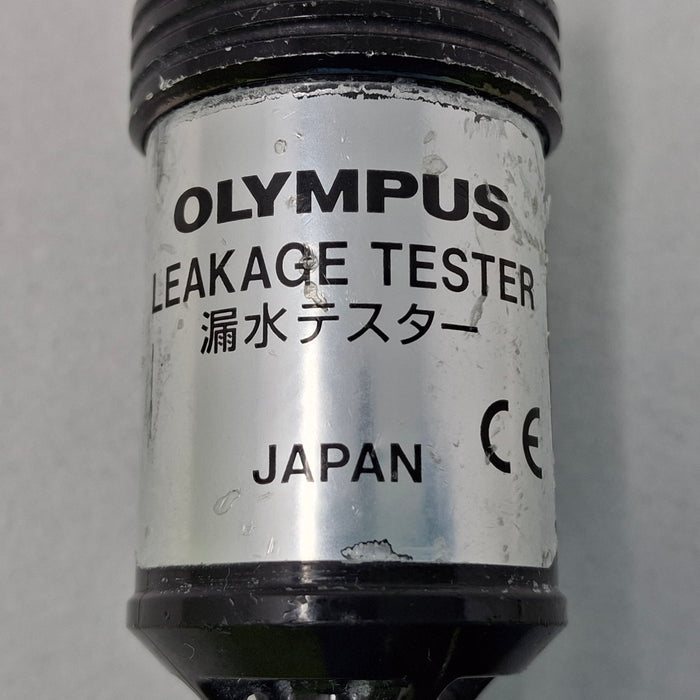 OLYMPUS
LEAKAGE TESTER
漏水テスター
CE
JAPAN